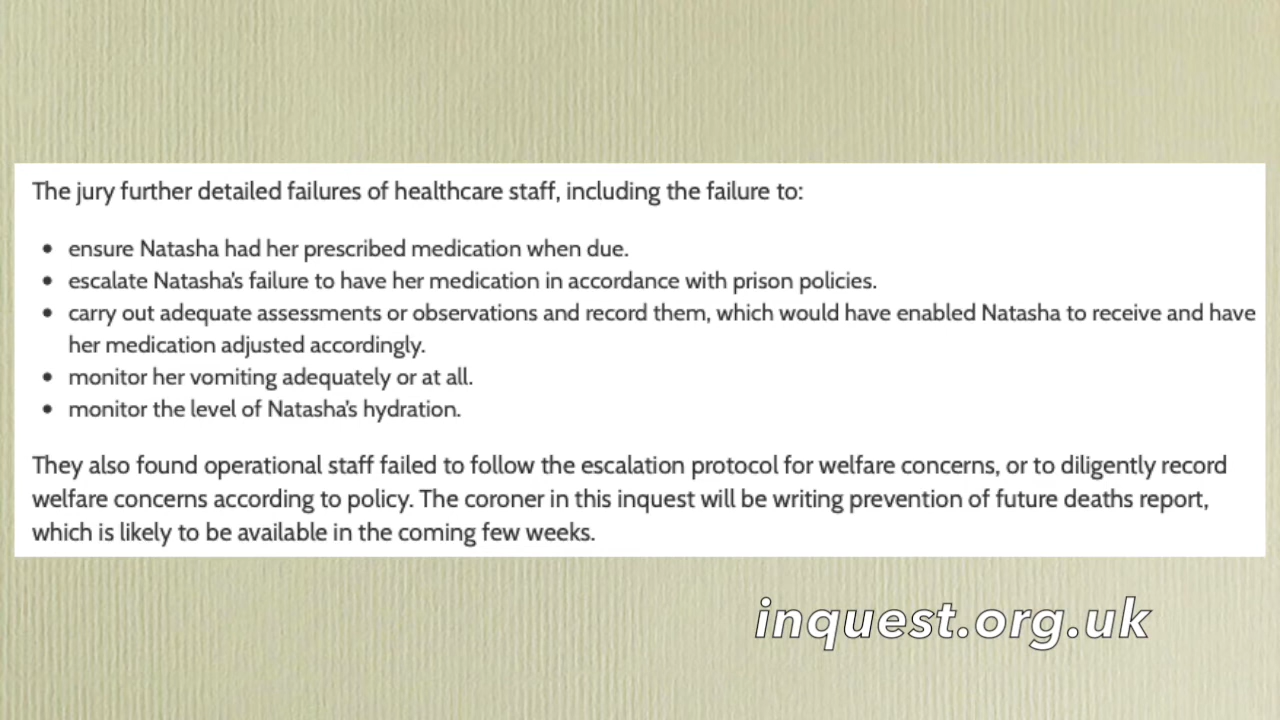 The jury further detailed failures of healthcare staff, including the failure to:
• ensure Natasha had her prescribed medication when due.
• escalate Natasha's failure to have her medication in accordance with prison policies.
• carry out adequate assessments or observations and record them, which would have enabled Natasha to receive and have
her medication adjusted accordingly.
• monitor her vomiting adequately or at all.
• monitor the level of Natasha's hydration.
They also found operational staff failed to follow the escalation protocol for welfare concerns, or to diligently record
welfare concerns according to policy. The coroner in this inquest will be writing prevention of future deaths report,
which is likely to be available in the coming few weeks.
inquest.org.uk